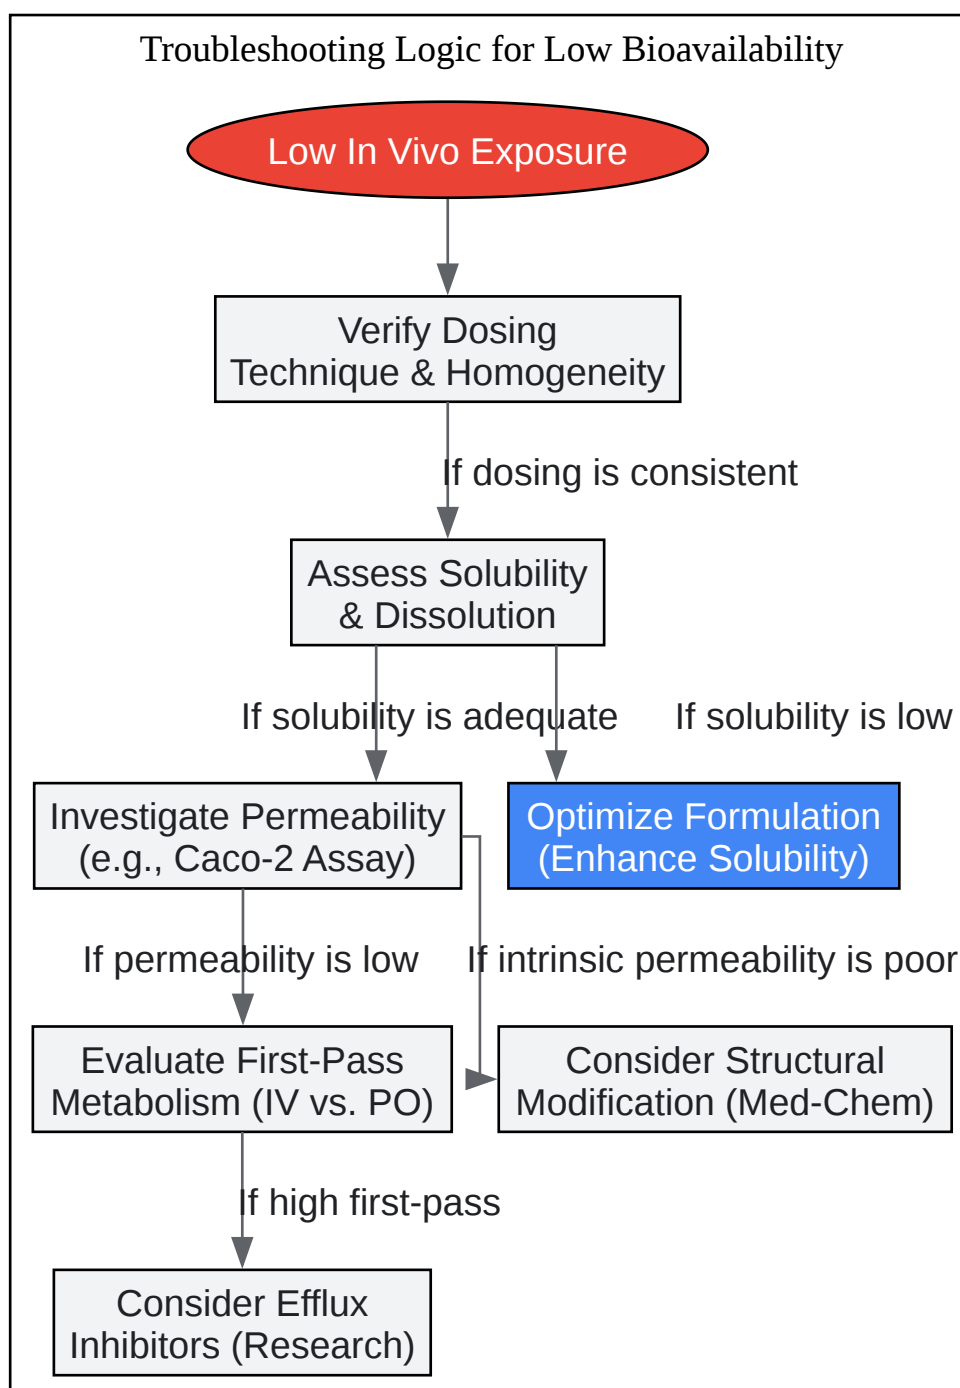 Troubleshooting Logic for Low Bioavailability
Low In Vivo Exposure
Verify Dosing
Technique & Homogeneity
If dosing is consistent
Assess Solubility
& Dissolution
If solubility is adequate
If solubility is low
Investigate Permeability
(e.g., Caco-2 Assay)
Optimize Formulation
(Enhance Solubility)
If permeability is low
If intrinsic permeability is poor
Evaluate First-Pass
Metabolism (IV vs. PO)
Consider Structural
Modification (Med-Chem)
If high first-pass
Consider Efflux
Inhibitors (Research)